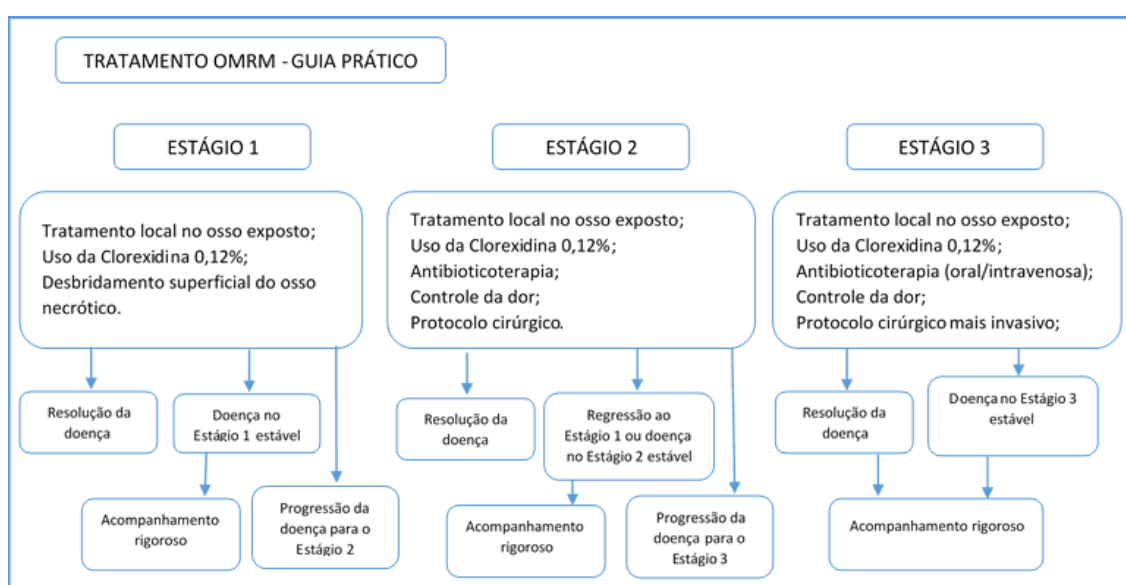 TRATAMENTO OMRM - GUIA PRÁTICO
ESTÁGIO 1
Tratamento local no osso exposto;
Uso da Clorexidina 0,12%;
Desbridamento superficial do osso
necrótico.
Resolução da
doença
Doença no
Estágio 1 estável
Acompanhamento
rigoroso
Progressão da
doença para o
Estágio 2
ESTÁGIO 2
Tratamento local no osso exposto;
Uso da Clorexidina 0,12%;
Antibioticoterapia;
Controle da dor;
Protocolo cirúrgico.
Resolução da
doença
Regressão ao
Estágio 1 ou doença
no Estágio 2 estável
Acompanhamento
rigoroso
Progressão da
doença para o
Estágio 3
ESTÁGIO 3
Tratamento local no osso exposto;
Uso da Clorexidina 0,12%;
Antibioticoterapia (oral/intravenosa);
Controle da dor;
Protocolo cirúrgico mais invasivo;
Resolução da
doença
Doença no Estágio 3
estável
Acompanhamento rigoroso